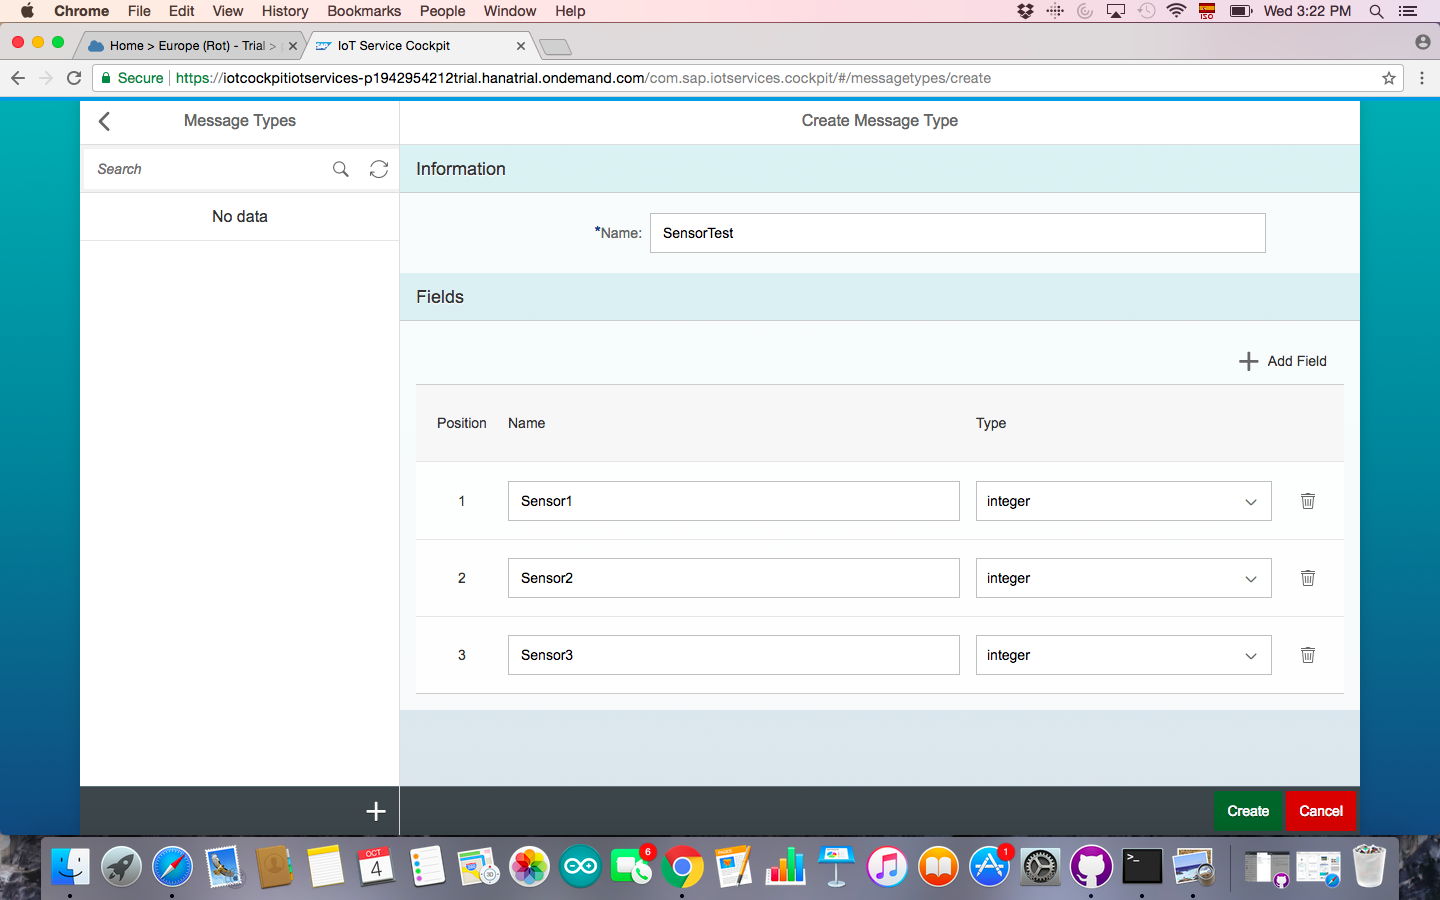 Chrome File Edit View History Bookmarks People Window Help ISO Wed 3:22 PM
Home > Europe (Rot) - Trial > SAP IoT Service Cockpit
Secure https://iotcockpitiotservices-p1942954212trial.hanatrial.ondemand.com/com.sap.iotservices.cockpit/#/messagetypes/create
Message Types Create Message Type
Search Information
No data
*Name: SensorTest
Fields
Add Field
Position Name Type
1 Sensor1 integer
2 Sensor2 integer
3 Sensor3 integer
Create Cancel
OCT
4
6
PAGES
1